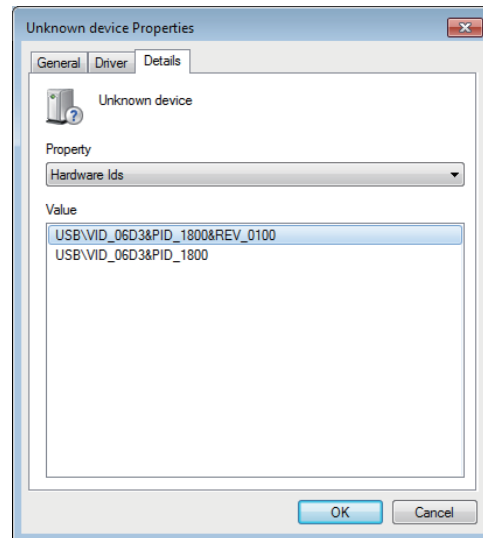 Unknown device Properties
General Driver Details
Unknown device
Property
Hardware Ids
Value
USB\VID_06D3&PID_1800&REV_0100
USB\VID_06D3&PID_1800
OK Cancel